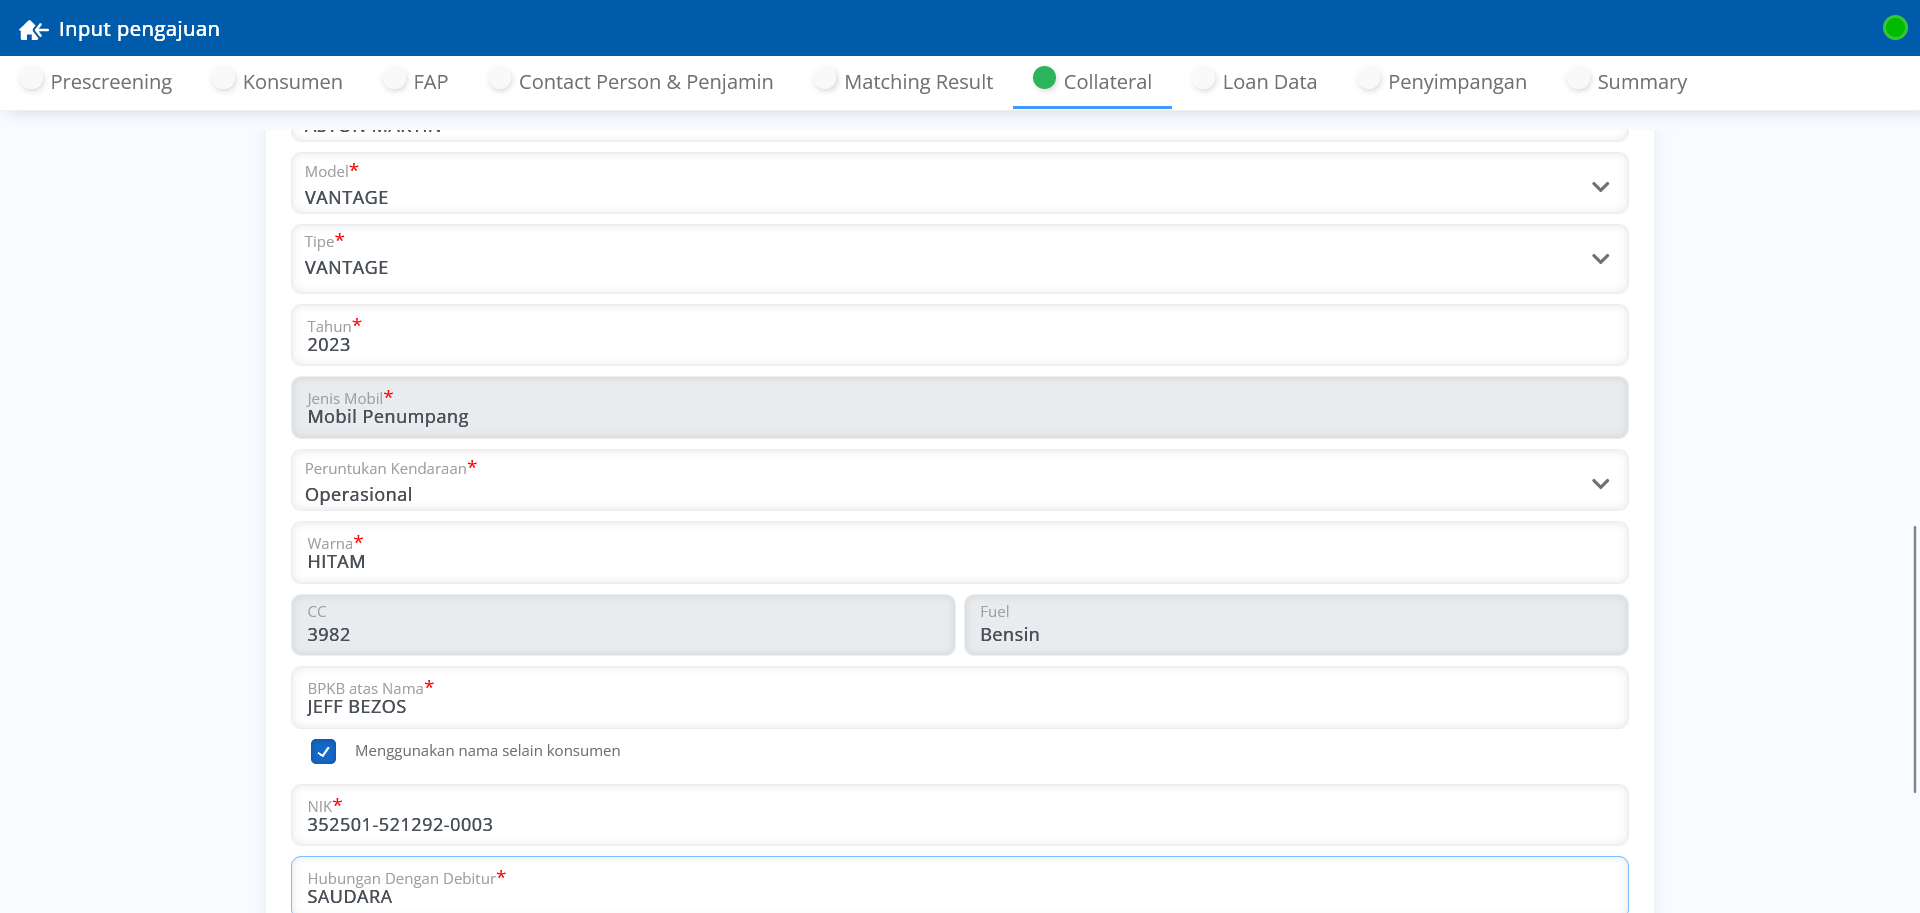 Input pengajuan
Prescreening Konsumen FAP Contact Person & Penjamin Matching Result Collateral Loan Data Penyimpangan Summary
ASTON MARTIN
Model*
VANTAGE
Tipe*
VANTAGE
Tahun*
2023
Jenis Mobil*
Mobil Penumpang
Peruntukan Kendaraan*
Operasional
Warna*
HITAM
CC
3982
Fuel
Bensin
BPKB atas Nama*
JEFF BEZOS
Menggunakan nama selain konsumen
NIK*
352501-521292-0003
Hubungan Dengan Debitur*
SAUDARA